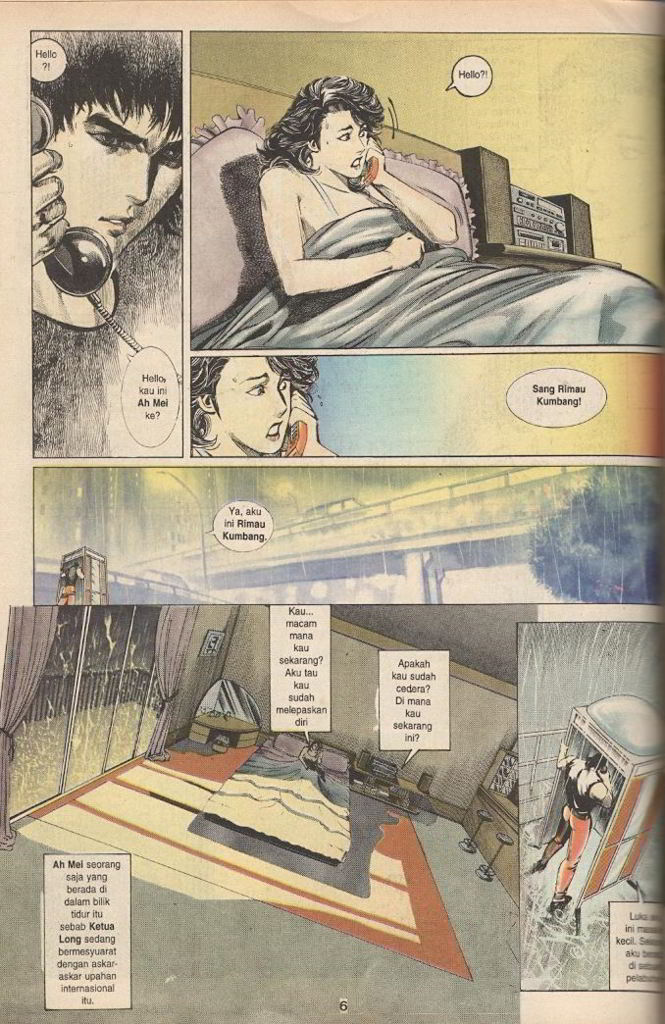 Hello
?!
Hello?!
Hello,
kau ini
Ah Mei
ke?
Sang Rimau
Kumbang!
Ya, aku
ini Rimau
Kumbang.
Kau...
macam
mana
kau
sekarang?
Aku tau
kau
sudah
melepaskan
diri
Apakah
kau sudah
cedera?
Di mana
kau
sekarang
ini?
Ah Mei seorang
saja yang
berada di
dalam bilik
tidur itu
sebab Ketua
Long sedang
bermesyuarat
dengan askar-
askar upahan
internasional
itu.
Luka
ini
kecil.
aku
di
6